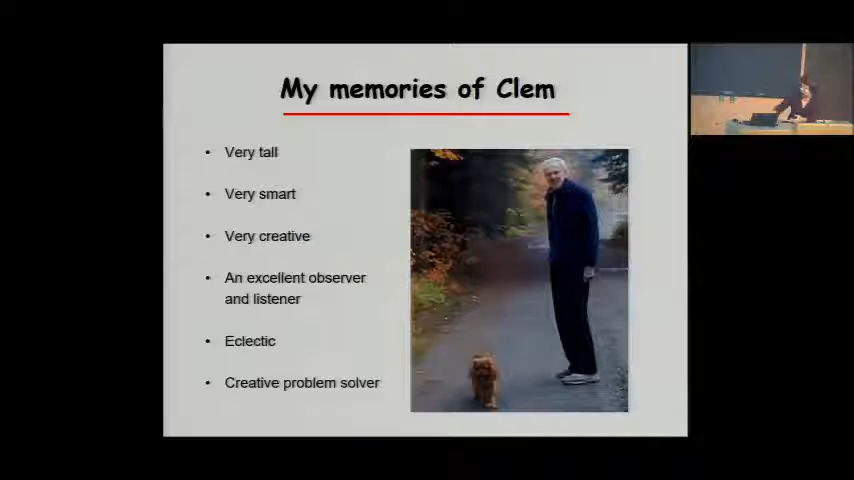 My memories of Clem
• Very tall
• Very smart
• Very creative
• An excellent observer
and listener
• Eclectic
• Creative problem solver